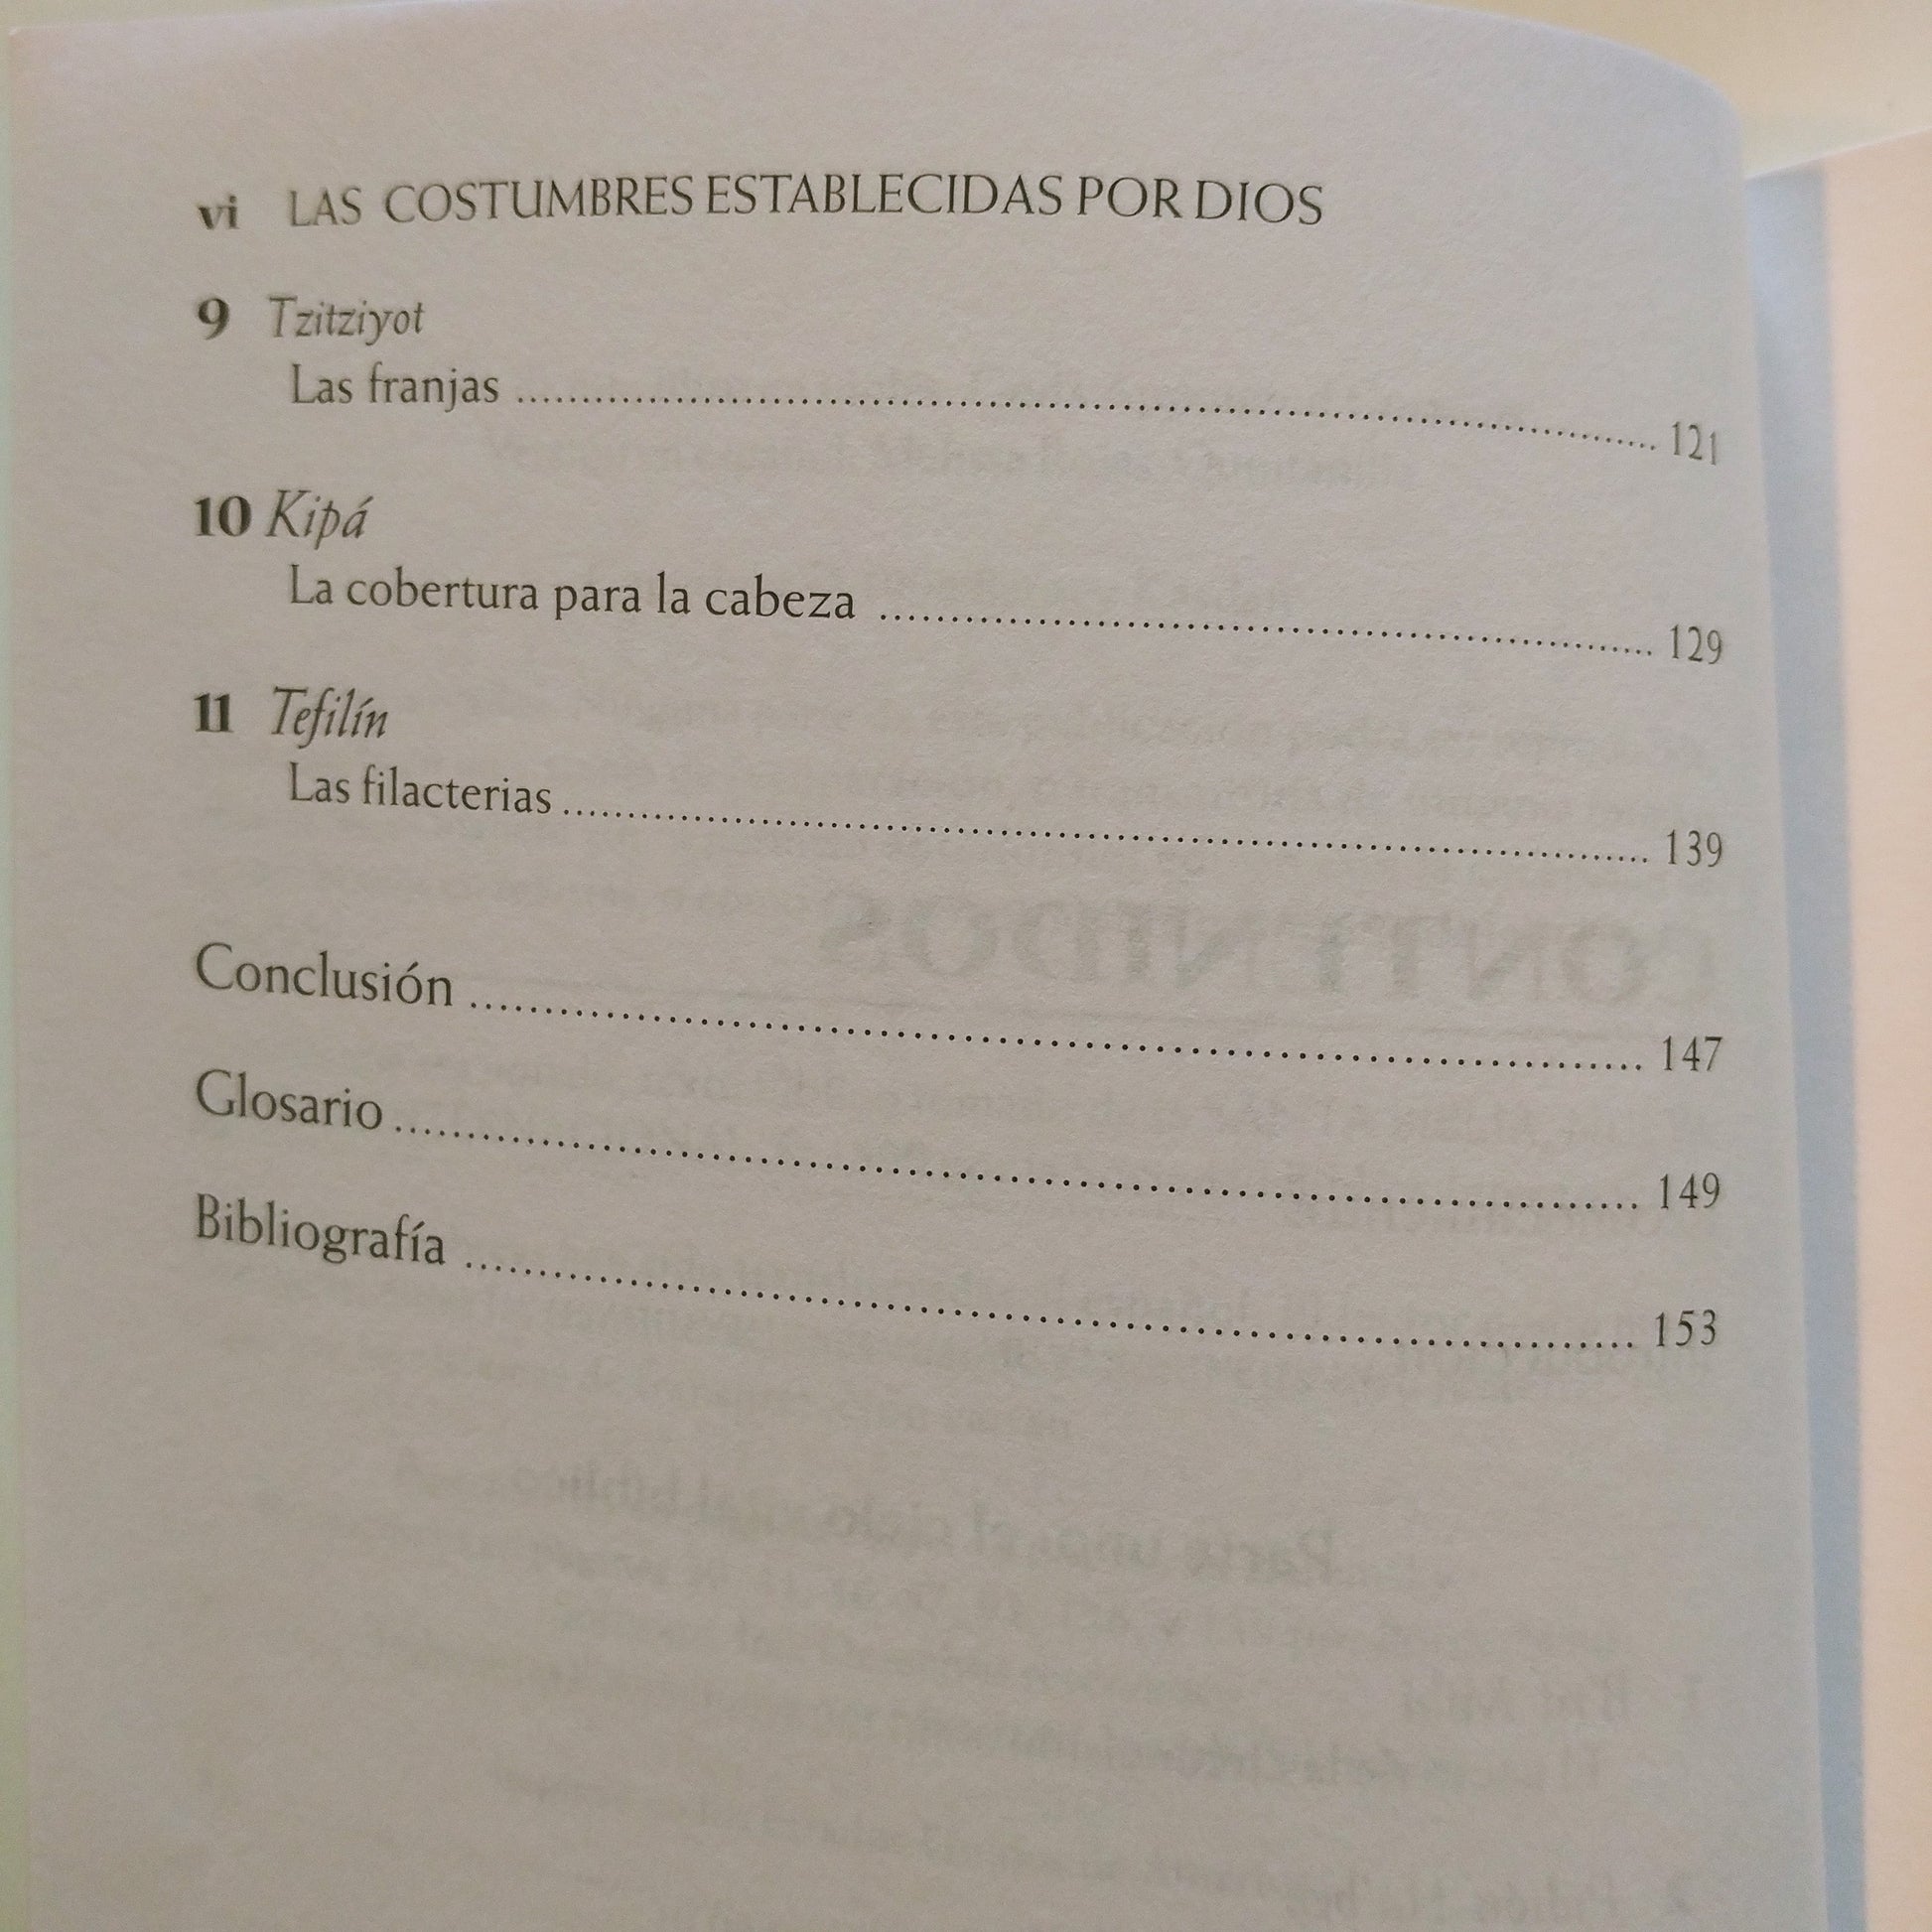 vi LAS COSTUMBRES ESTABLECIDAS POR DIOS
9 Tzitziyot
Las franjas ........................................ 121
10 Kipá
La cobertura para la cabeza ........................................ 129
11 Tefilín
Las filacterias ........................................ 139
Conclusión ........................................ 147
Glosario ........................................ 149
Bibliografía ........................................ 153